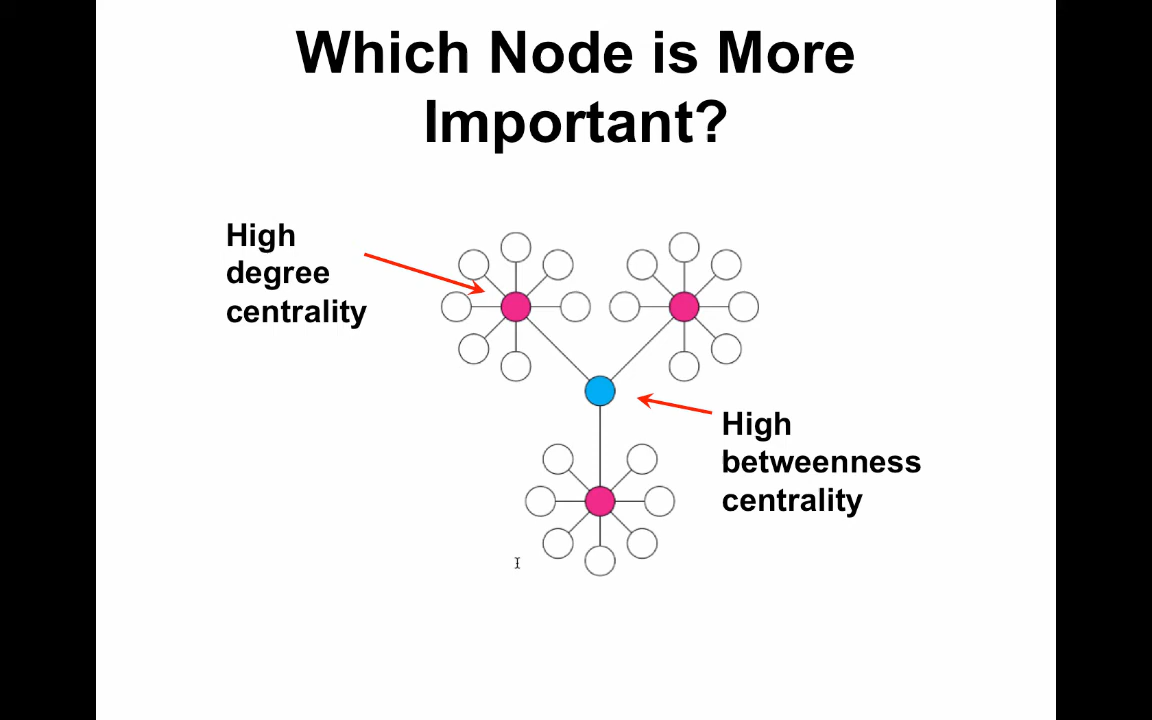 Which Node is More
Important?
High
degree
centrality
High
betweenness
centrality